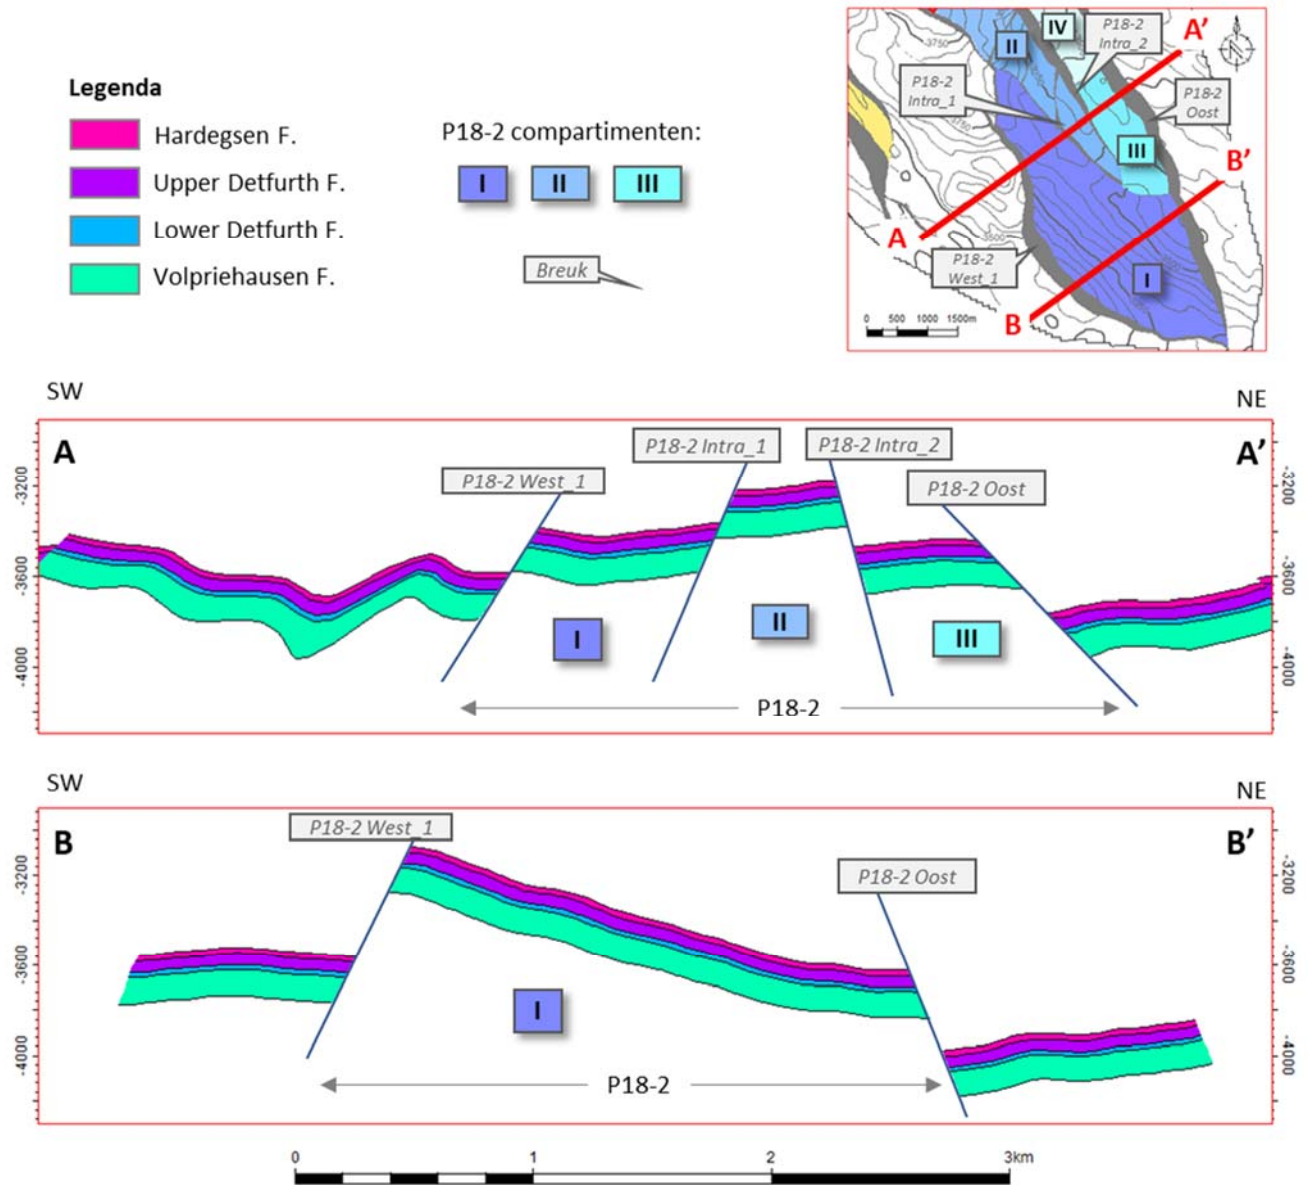 Legenda
Hardegsen F.
Upper Detfurth F.
Lower Detfurth F.
Volpriehausen F.
P18-2 compartimenten:
I
II
III
Breuk
A'
IV
P18-2
Intra_2
II
3750
P18-2
Intra_1
P18-2
Oost
3750
III
B'
A
3500
P18-2
West_1
I
B
0 500 1000 1500m
SW
NE
A
A'
P18-2 Intra_1
P18-2 Intra_2
P18-2 West_1
P18-2 Oost
-3200
-3600
-4000
-3200
-3600
-4000
I
II
III
P18-2
SW
NE
B
B'
P18-2 West_1
P18-2 Oost
-3200
-3600
-4000
-3200
-3600
-4000
I
P18-2
0 1 2 3km